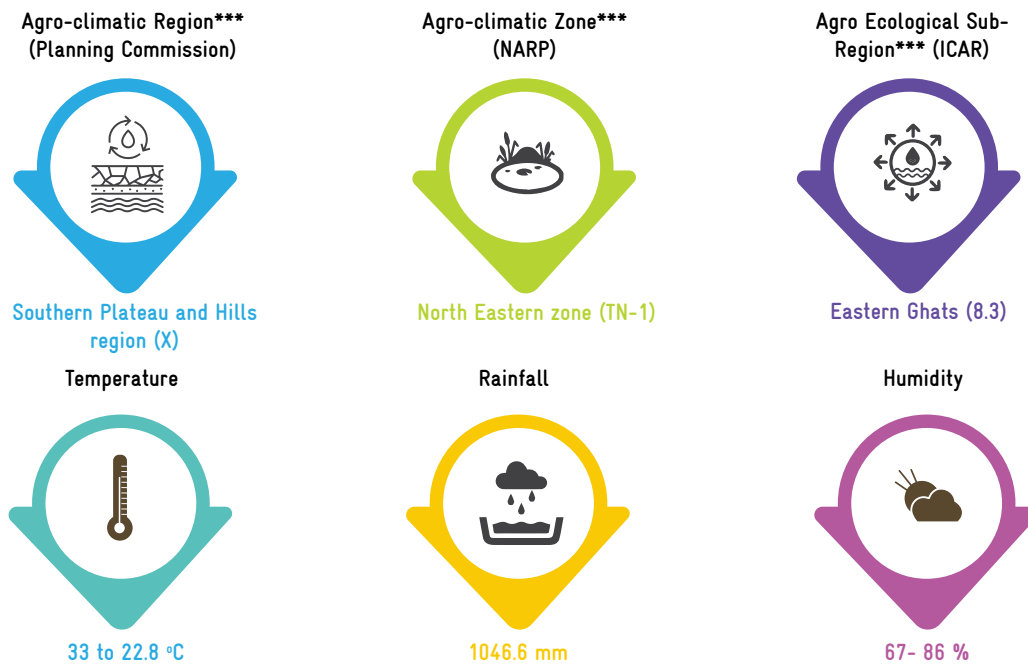 Agro-climatic Region***
(Planning Commission)
Southern Plateau and Hills
region (X)
Agro-climatic Zone***
(NARP)
North Eastern zone (TN-1)
Agro Ecological Sub-
Region*** (ICAR)
Eastern Ghats (8.3)
Temperature
33 to 22.8 °C
Rainfall
1046.6 mm
Humidity
67- 86 %